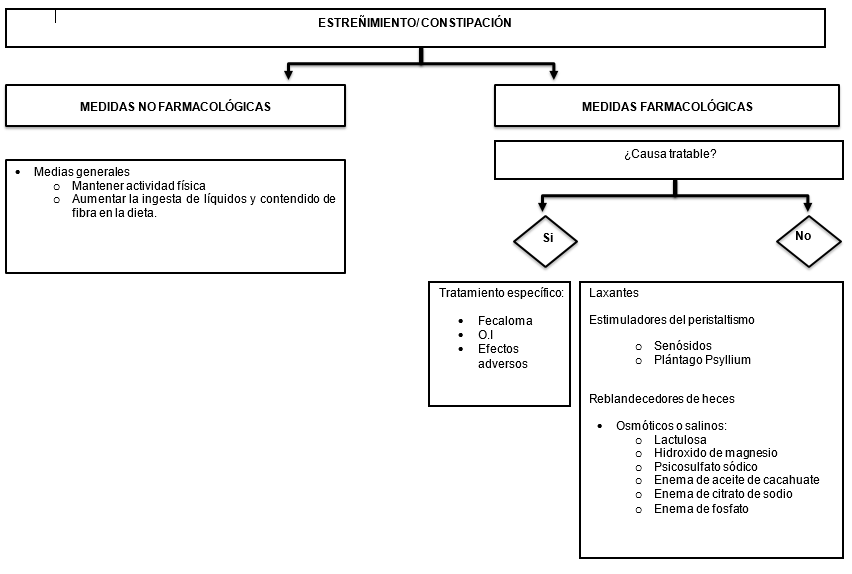 ESTREÑIMIENTO/ CONSTIPACIÓN
MEDIDAS NO FARMACOLÓGICAS
MEDIDAS FARMACOLÓGICAS
• Medias generales
o Mantener actividad física
o Aumentar la ingesta de líquidos y contendido de
fibra en la dieta.
¿Causa tratable?
Si
No
Tratamiento específico:
• Fecaloma
• O.I
• Efectos
adversos
Laxantes
Estimuladores del peristaltismo
o Senósidos
o Plántago Psyllium
Reblandecedores de heces
• Osmóticos o salinos:
o Lactulosa
o Hidroxido de magnesio
o Psicosulfato sódico
o Enema de aceite de cacahuate
o Enema de citrato de sodio
o Enema de fosfato